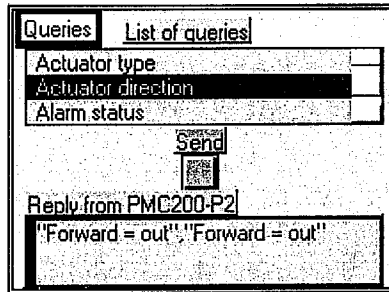 Queries List of queries
Actuator type
Actuator direction
Alarm status
Send
Reply from PMC200-P2
"Forward = out","Forward = out"